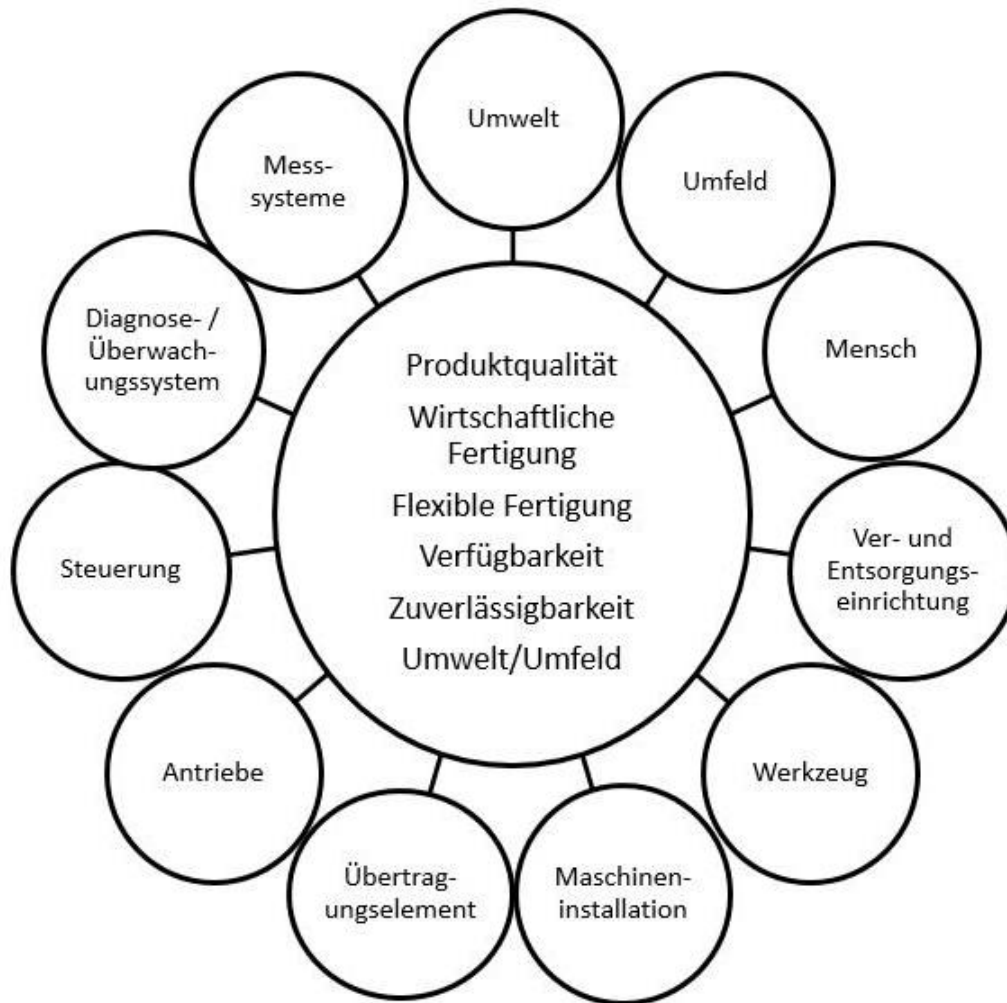 Umwelt
Umfeld
Mensch
Ver- und
Entsorgungs-
einrichtung
Werkzeug
Maschinen-
installation
Übertrag-
ungselement
Antriebe
Steuerung
Diagnose- /
Überwach-
ungssystem
Mess-
systeme
Produktqualität
Wirtschaftliche
Fertigung
Flexible Fertigung
Verfügbarkeit
Zuverlässigbarkeit
Umwelt/Umfeld